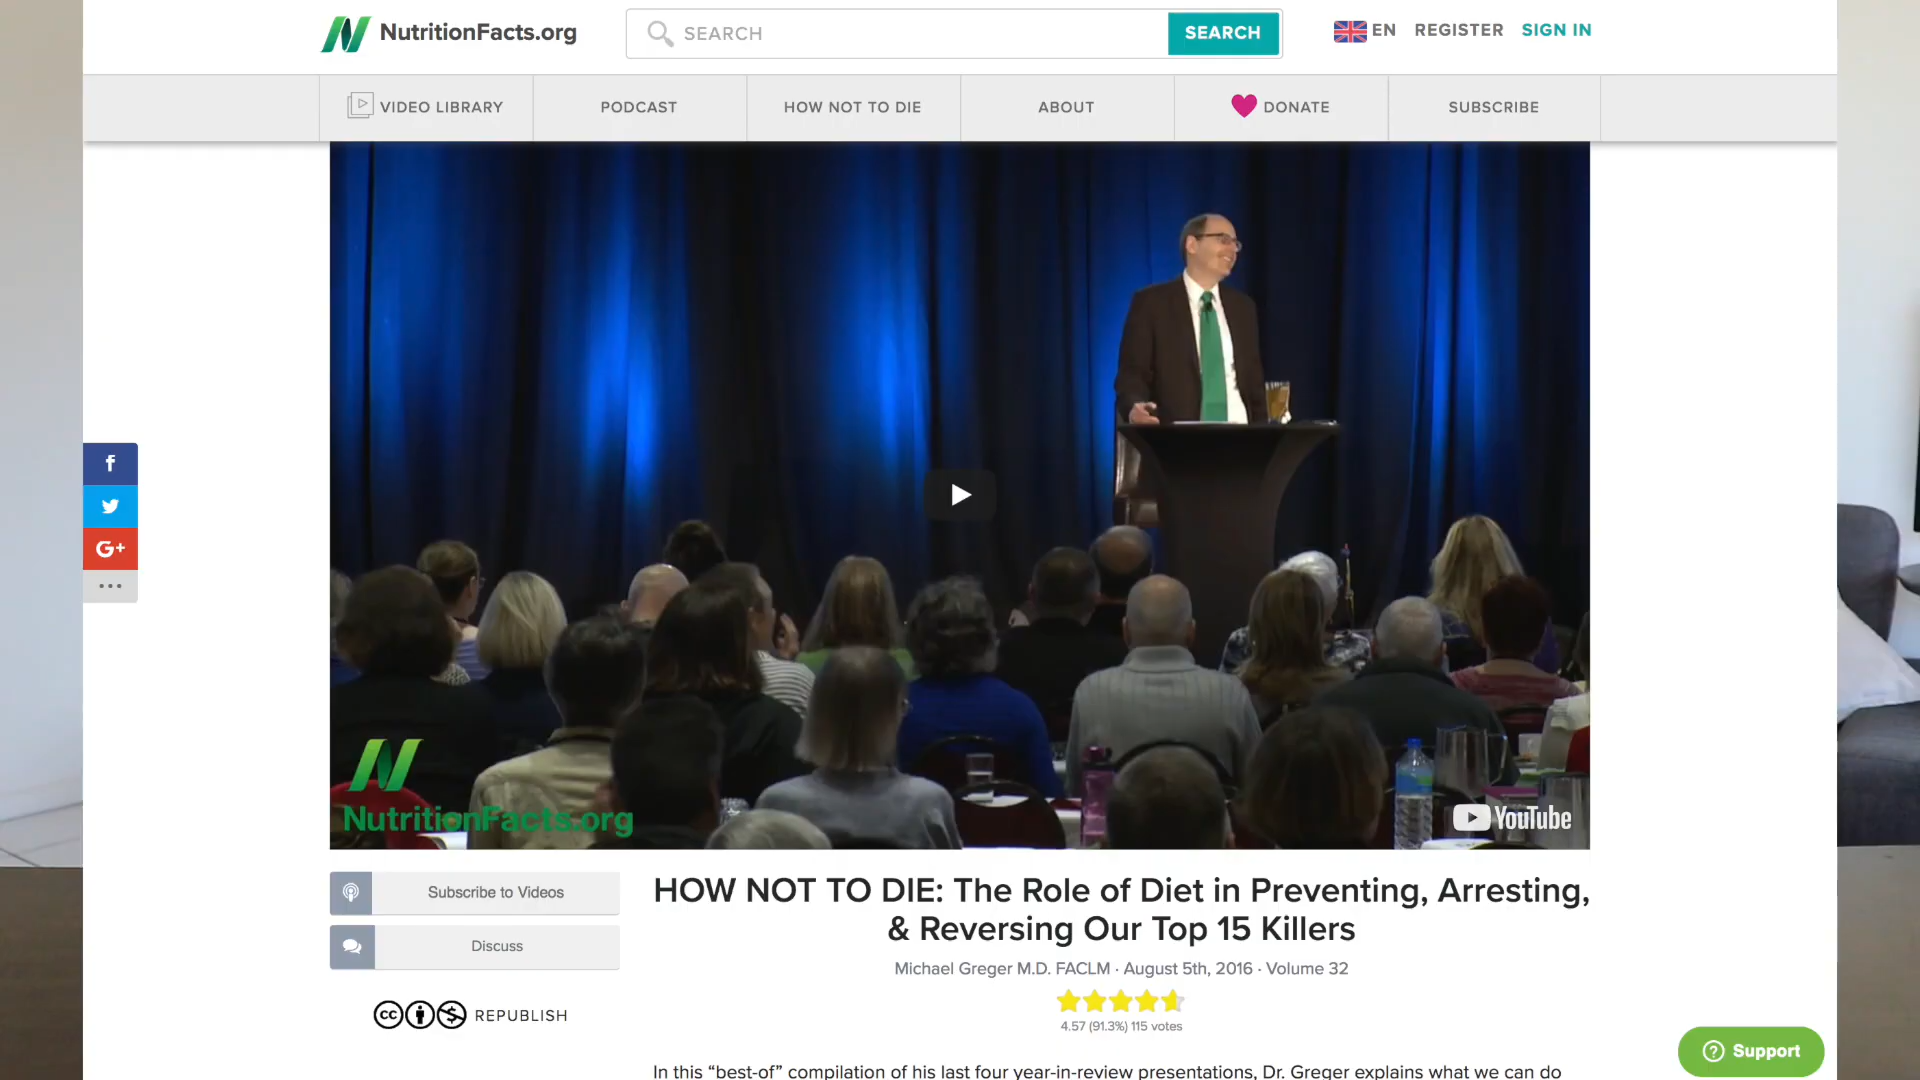 NutritionFacts.org
SEARCH
SEARCH
EN
REGISTER
SIGN IN
VIDEO LIBRARY
PODCAST
HOW NOT TO DIE
ABOUT
DONATE
SUBSCRIBE
f
G+
NutritionFacts.org
YouTube
Subscribe to Videos
Discuss
cc
REPUBLISH
HOW NOT TO DIE: The Role of Diet in Preventing, Arresting,
& Reversing Our Top 15 Killers
Michael Greger M.D. FACLM · August 5th, 2016 · Volume 32
4.57 (91.3%) 115 votes
In this “best-of” compilation of his last four year-in-review presentations, Dr. Greger explains what we can do
Support